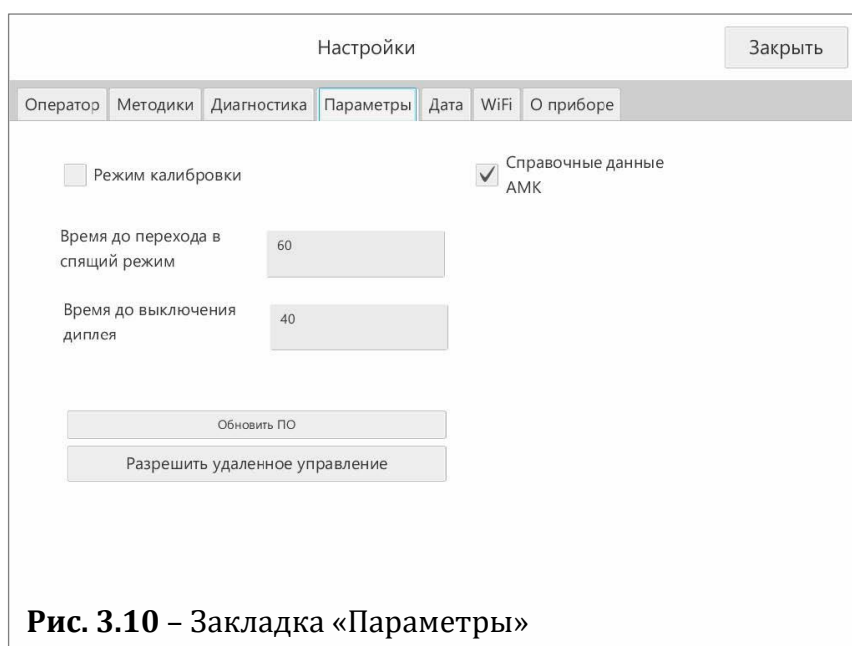 Настройки
Закрыть
Оператор Методики Диагностика Параметры Дата WiFi О приборе
Режим калибровки
Справочные данные
АМК
Время до перехода в
спящий режим
60
Время до выключения
диплея
40
Обновить ПО
Разрешить удаленное управление
Рис. 3.10 – Закладка «Параметры»